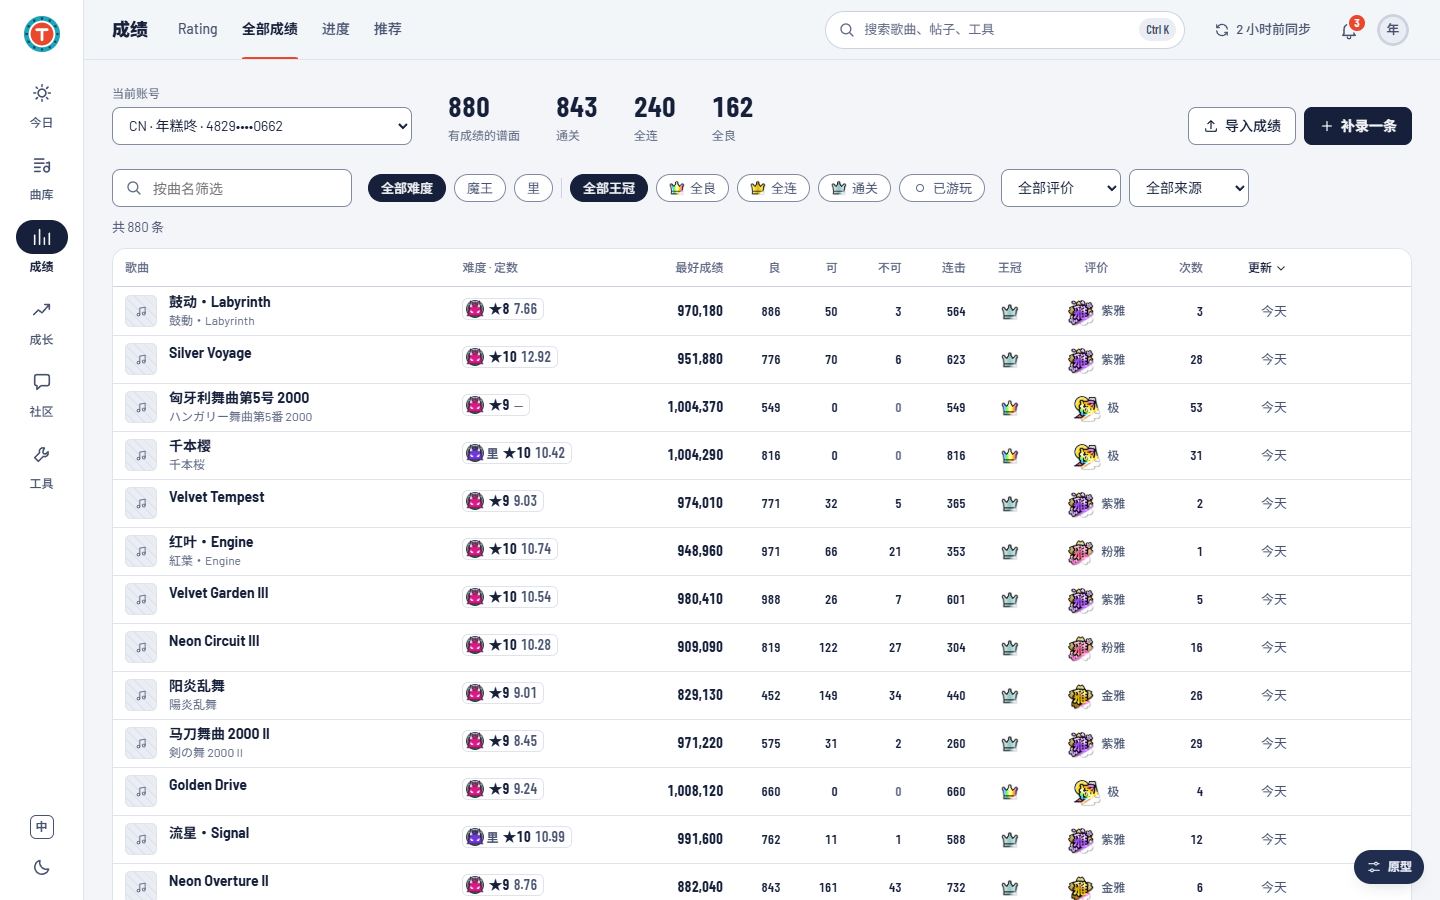 成绩
Rating
全部成绩
进度
推荐
搜索歌曲、帖子、工具
Ctrl K
2 小时前同步
3
年
T
今日
曲库
成绩
成长
社区
工具
中
当前账号
CN · 年糕咚 · 4829••••0662
880
有成绩的谱面
843
通关
240
全连
162
全良
导入成绩
补录一条
按曲名筛选
全部难度
魔王
里
全部王冠
全良
全连
通关
已游玩
全部评价
全部来源
共 880 条
歌曲 难度 · 定数 最好成绩 良 可 不可 连击 王冠 评价 次数 更新
鼓动・Labyrinth ★8 7.66 970,180 886 50 3 564 紫雅 3 今天
鼓動・Labyrinth
Silver Voyage ★10 12.92 951,880 776 70 6 623 紫雅 28 今天
匈牙利舞曲第5号 2000 ★9 — 1,004,370 549 0 0 549 极 53 今天
ハンガリー舞曲第5番 2000
千本樱 里 ★10 10.42 1,004,290 816 0 0 816 极 31 今天
千本桜
Velvet Tempest ★9 9.03 974,010 771 32 5 365 紫雅 2 今天
红叶・Engine ★10 10.74 948,960 971 66 21 353 粉雅 1 今天
紅葉・Engine
Velvet Garden III ★10 10.54 980,410 988 26 7 601 紫雅 5 今天
Neon Circuit III ★10 10.28 909,090 819 122 27 304 粉雅 16 今天
阳炎乱舞 ★9 9.01 829,130 452 149 34 440 金雅 26 今天
陽炎乱舞
马刀舞曲 2000 II ★9 8.45 971,220 575 31 2 260 紫雅 29 今天
剣の舞 2000 II
Golden Drive ★9 9.24 1,008,120 660 0 0 660 极 4 今天
流星・Signal 里 ★10 10.99 991,600 762 11 1 588 紫雅 12 今天
Neon Overture II ★9 8.76 882,040 843 161 43 732 金雅 6 今天
原型